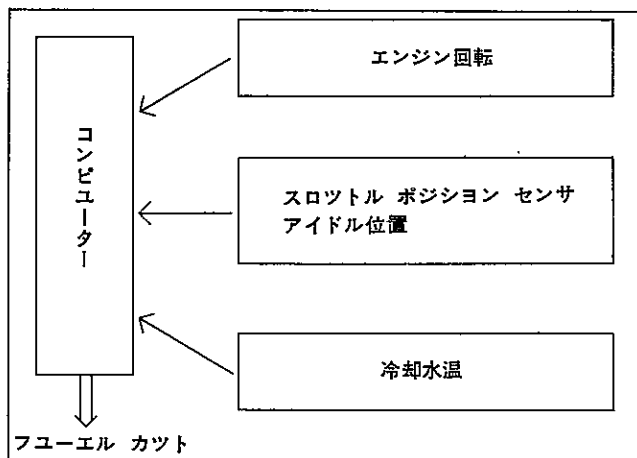 エンジン回転
コンピユーター
スロツトル ポジシヨン センサ
アイドル位置
冷却水温
フユーエル カツト